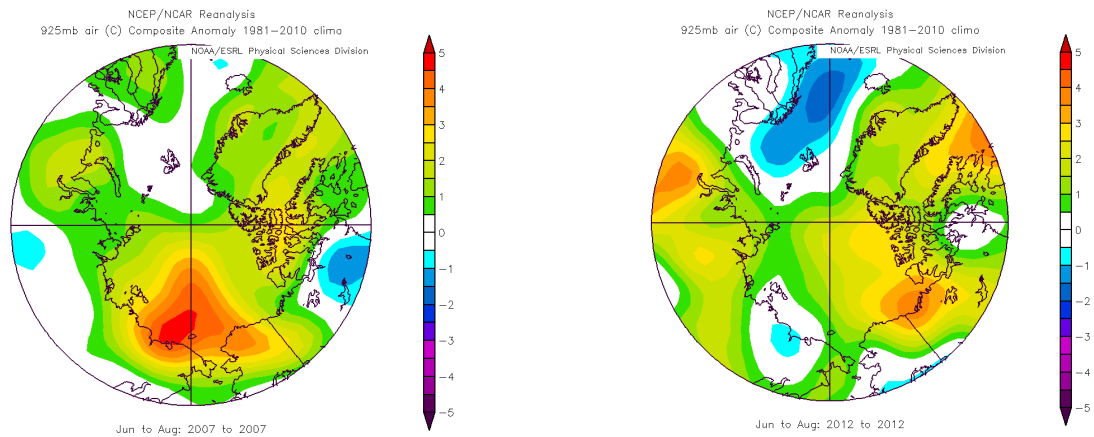 NCEP/NCAR Reanalysis
925mb air (C) Composite Anomaly 1981–2010 clima
NOAA/ESRL Physical Sciences Division
5
4
3
2
1
0
−1
−2
−3
−4
−5
Jun to Aug: 2007 to 2007
NCEP/NCAR Reanalysis
925mb air (C) Composite Anomaly 1981–2010 clima
NOAA/ESRL Physical Sciences Division
5
4
3
2
1
0
−1
−2
−3
−4
−5
Jun to Aug: 2012 to 2012